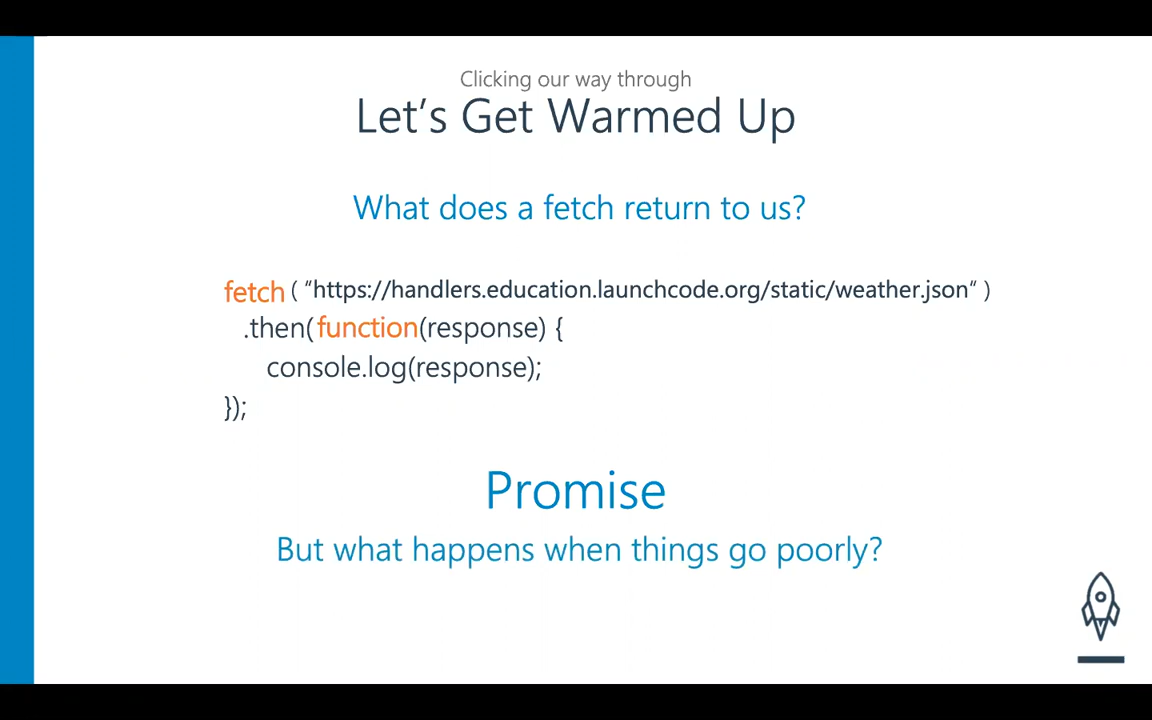 Clicking our way through
Let's Get Warmed Up
What does a fetch return to us?
fetch ( “https://handlers.education.launchcode.org/static/weather.json“ )
.then(function(response) {
console.log(response);
});
Promise
But what happens when things go poorly?